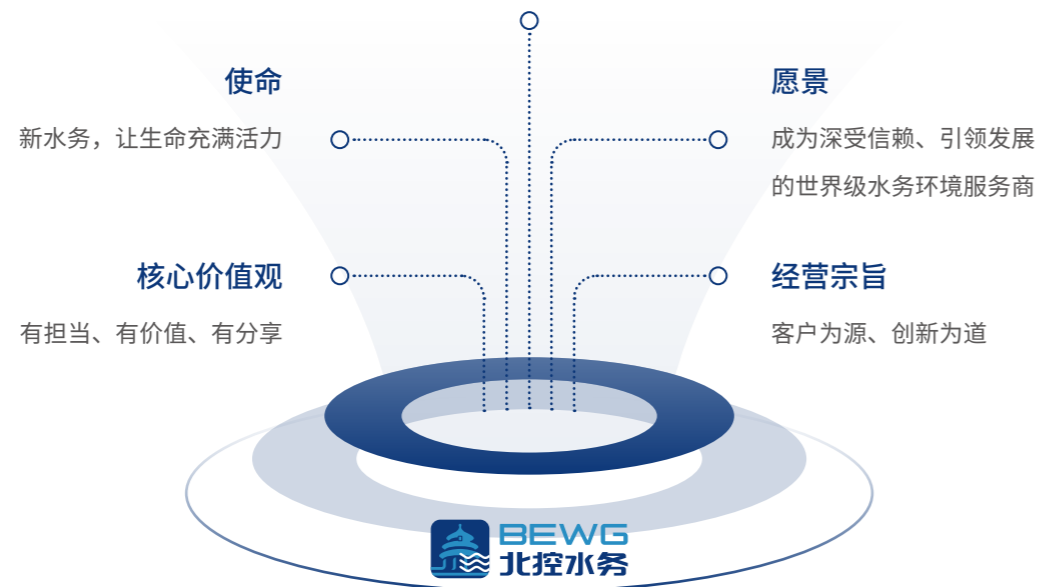 使命
新水务，让生命充满活力
愿景
成为深受信赖、引领发展
的世界级水务环境服务商
核心价值观
有担当、有价值、有分享
经营宗旨
客户为源、创新为道
BEWG
北控水务